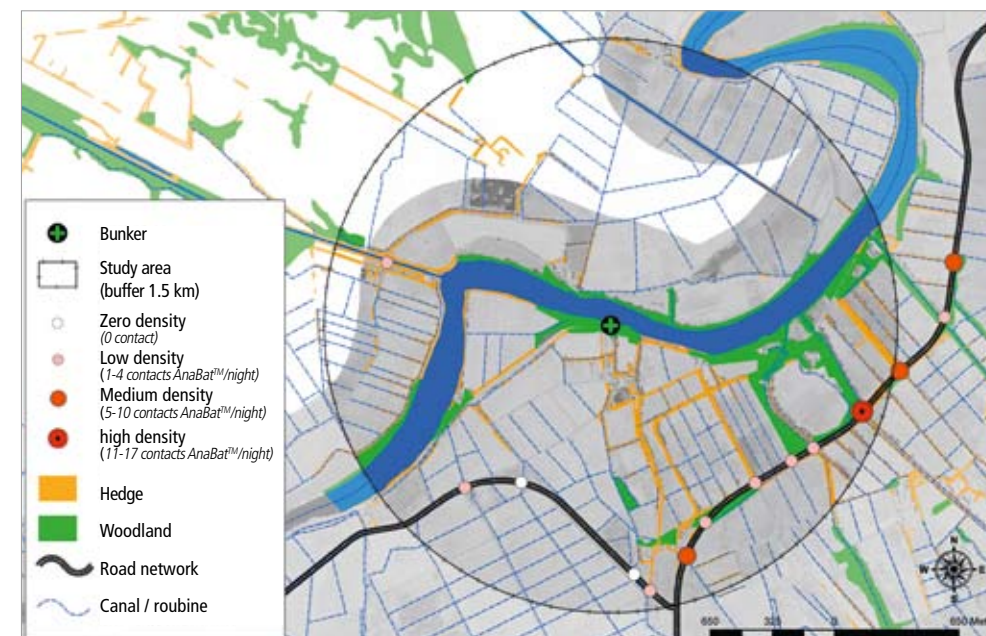 Bunker
Study area
(buffer 1.5 km)
Zero density
(0 contact)
Low density
(1-4 contacts AnaBat™/night)
Medium density
(5-10 contacts AnaBat™/night)
high density
(11-17 contacts AnaBat™/night)
Hedge
Woodland
Road network
Canal / roubine
N
W E
S
650 325 0 650 Met